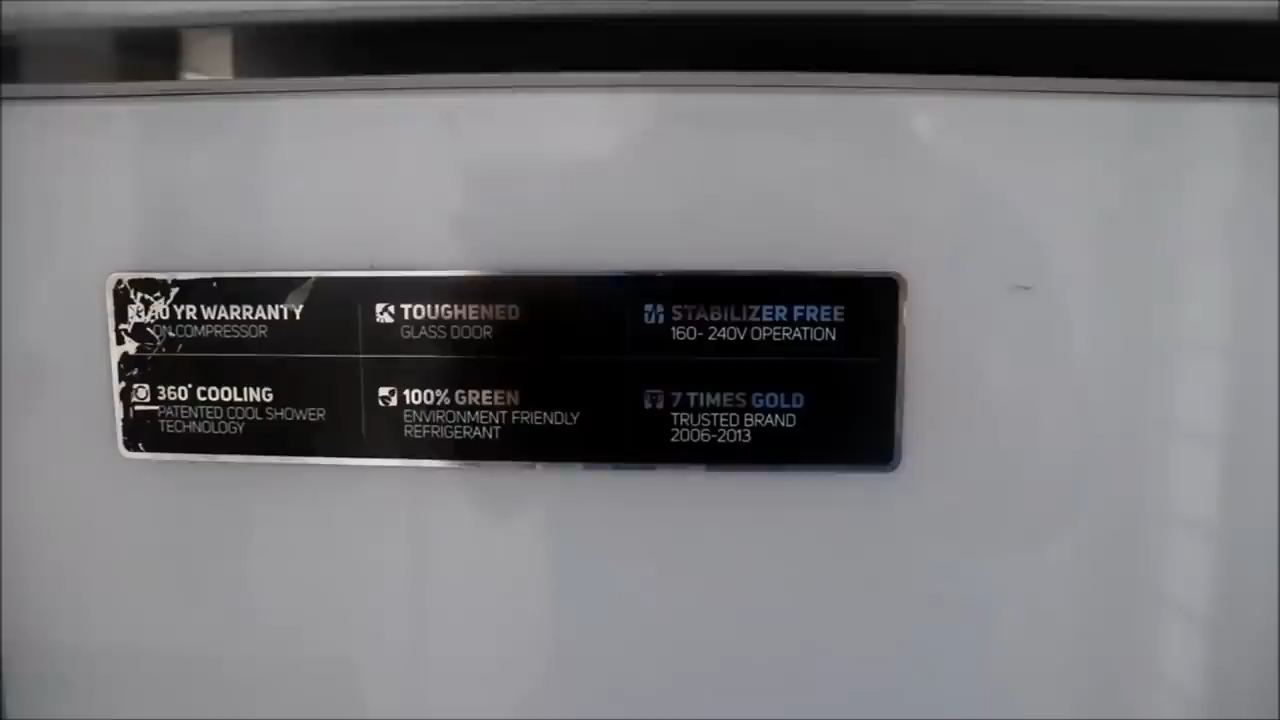 10 YR WARRANTY
ON COMPRESSOR
TOUGHENED
GLASS DOOR
STABILIZER FREE
160- 240V OPERATION
360° COOLING
PATENTED COOL SHOWER
TECHNOLOGY
100% GREEN
ENVIRONMENT FRIENDLY
REFRIGERANT
7 TIMES GOLD
TRUSTED BRAND
2006-2013